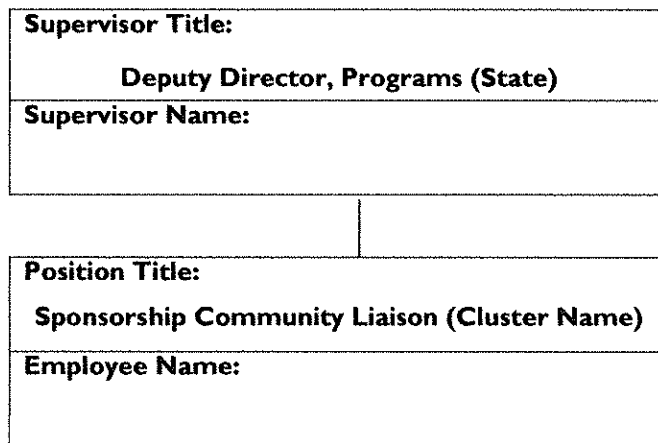 Supervisor Title:
Deputy Director, Programs (State)
Supervisor Name:
Position Title:
Sponsorship Community Liaison (Cluster Name)
Employee Name: